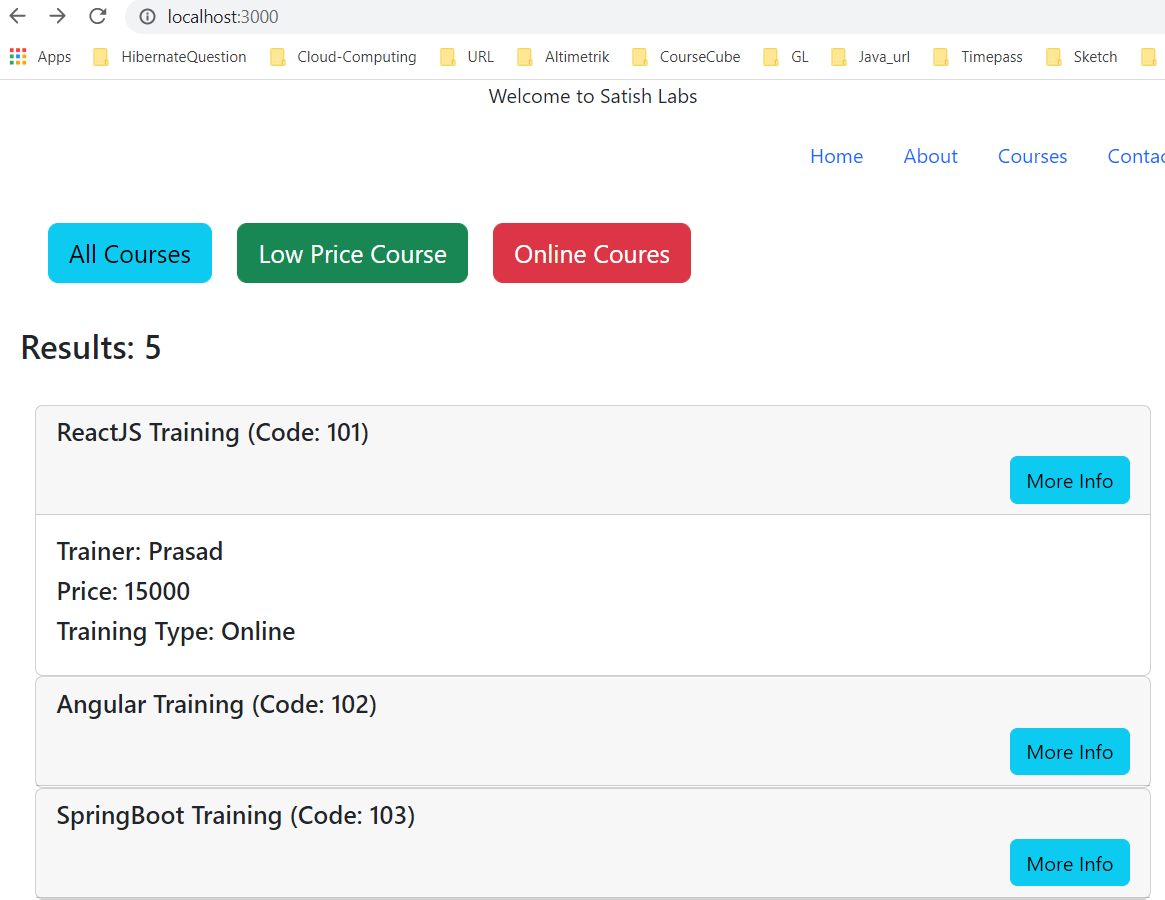 localhost:3000
Apps HibernateQuestion Cloud-Computing URL Altimetrik CourseCube GL Java_url Timepass Sketch
Welcome to Satish Labs
Home About Courses Contac
All Courses Low Price Course Online Coures
Results: 5
ReactJS Training (Code: 101)
More Info
Trainer: Prasad
Price: 15000
Training Type: Online
Angular Training (Code: 102)
More Info
SpringBoot Training (Code: 103)
More Info